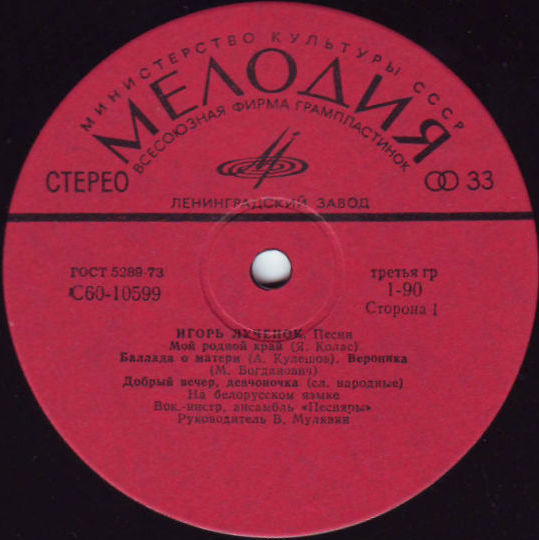 МИНИСТЕРСТВО КУЛЬТУРЫ СССР
МЕЛОДИЯ
ВСЕСОЮЗНАЯ ФИРМА ГРАМПЛАСТИНОК
СТЕРЕО 33
ЛЕНИНГРАДСКИЙ ЗАВОД
ГОСТ 5289-73 третья гр
С60-10599 1-90
Сторона 1
ИГОРЬ ЛУЧЕНОК. Песни
Мой родной край (Я. Колас)
Баллада о матери (А. Кулешов). Вероника
(М. Богданович)
Добрый вечер, девчоночка (сл. народные)
На белорусском языке
Вок.-инстр. ансамбль «Песняры»
Руководитель В. Мулявин